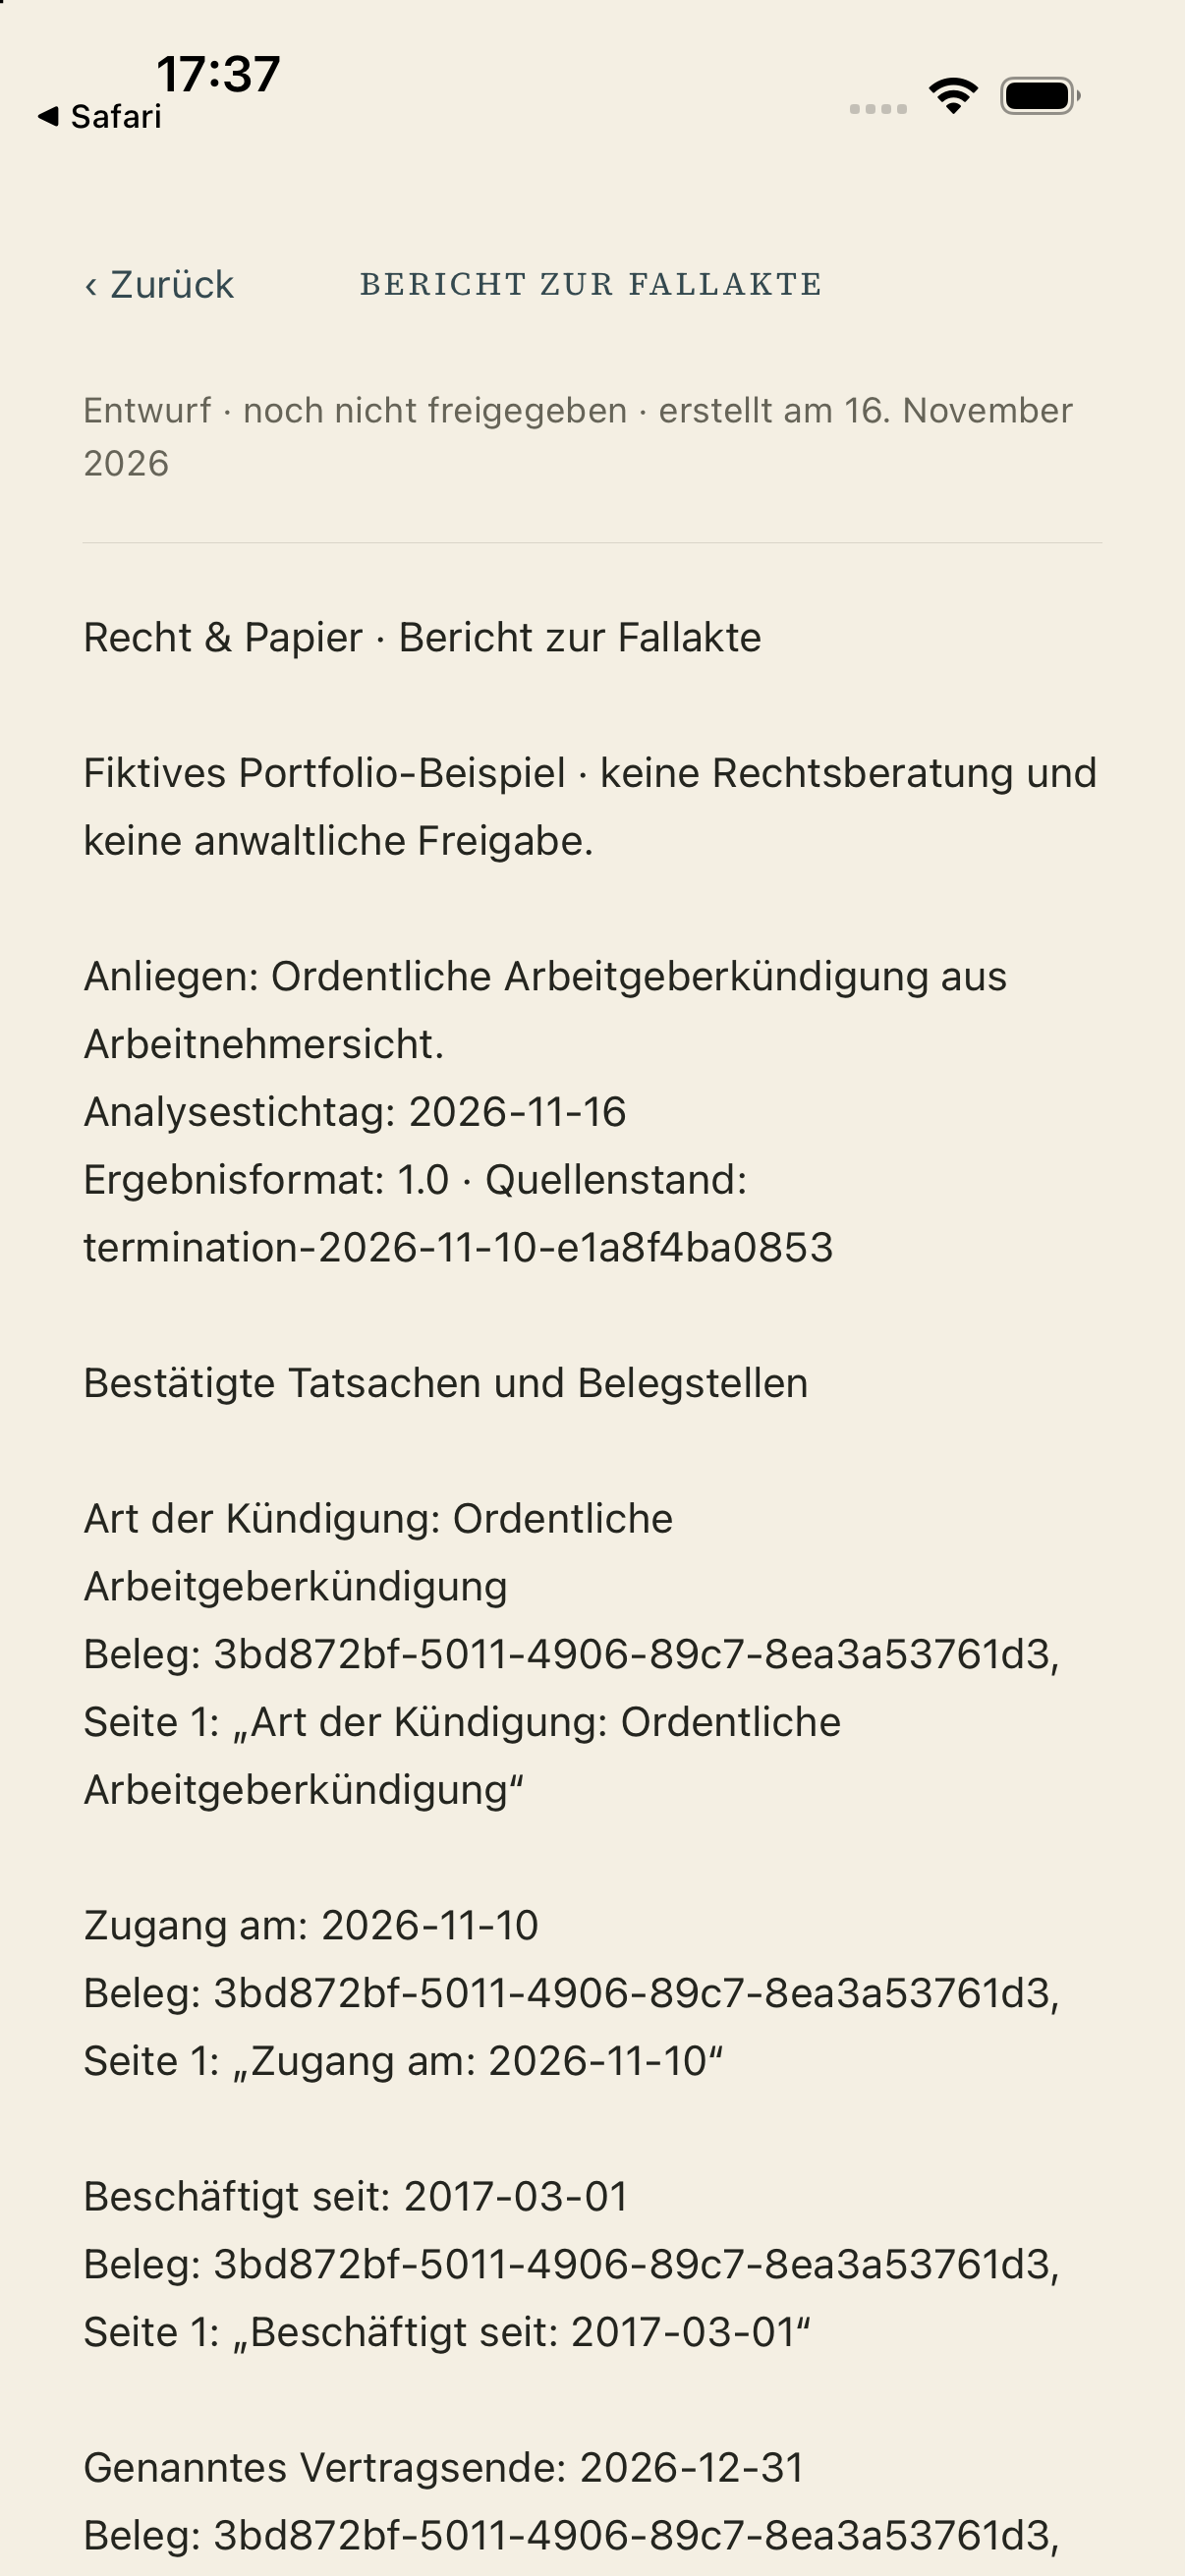 17:37
◀ Safari
‹ Zurück BERICHT ZUR FALLAKTE
Entwurf · noch nicht freigegeben · erstellt am 16. November
2026
Recht & Papier · Bericht zur Fallakte
Fiktives Portfolio-Beispiel · keine Rechtsberatung und
keine anwaltliche Freigabe.
Anliegen: Ordentliche Arbeitgeberkündigung aus
Arbeitnehmersicht.
Analysestichtag: 2026-11-16
Ergebnisformat: 1.0 · Quellenstand:
termination-2026-11-10-e1a8f4ba0853
Bestätigte Tatsachen und Belegstellen
Art der Kündigung: Ordentliche
Arbeitgeberkündigung
Beleg: 3bd872bf-5011-4906-89c7-8ea3a53761d3,
Seite 1: „Art der Kündigung: Ordentliche
Arbeitgeberkündigung“
Zugang am: 2026-11-10
Beleg: 3bd872bf-5011-4906-89c7-8ea3a53761d3,
Seite 1: „Zugang am: 2026-11-10“
Beschäftigt seit: 2017-03-01
Beleg: 3bd872bf-5011-4906-89c7-8ea3a53761d3,
Seite 1: „Beschäftigt seit: 2017-03-01“
Genanntes Vertragsende: 2026-12-31
Beleg: 3bd872bf-5011-4906-89c7-8ea3a53761d3,